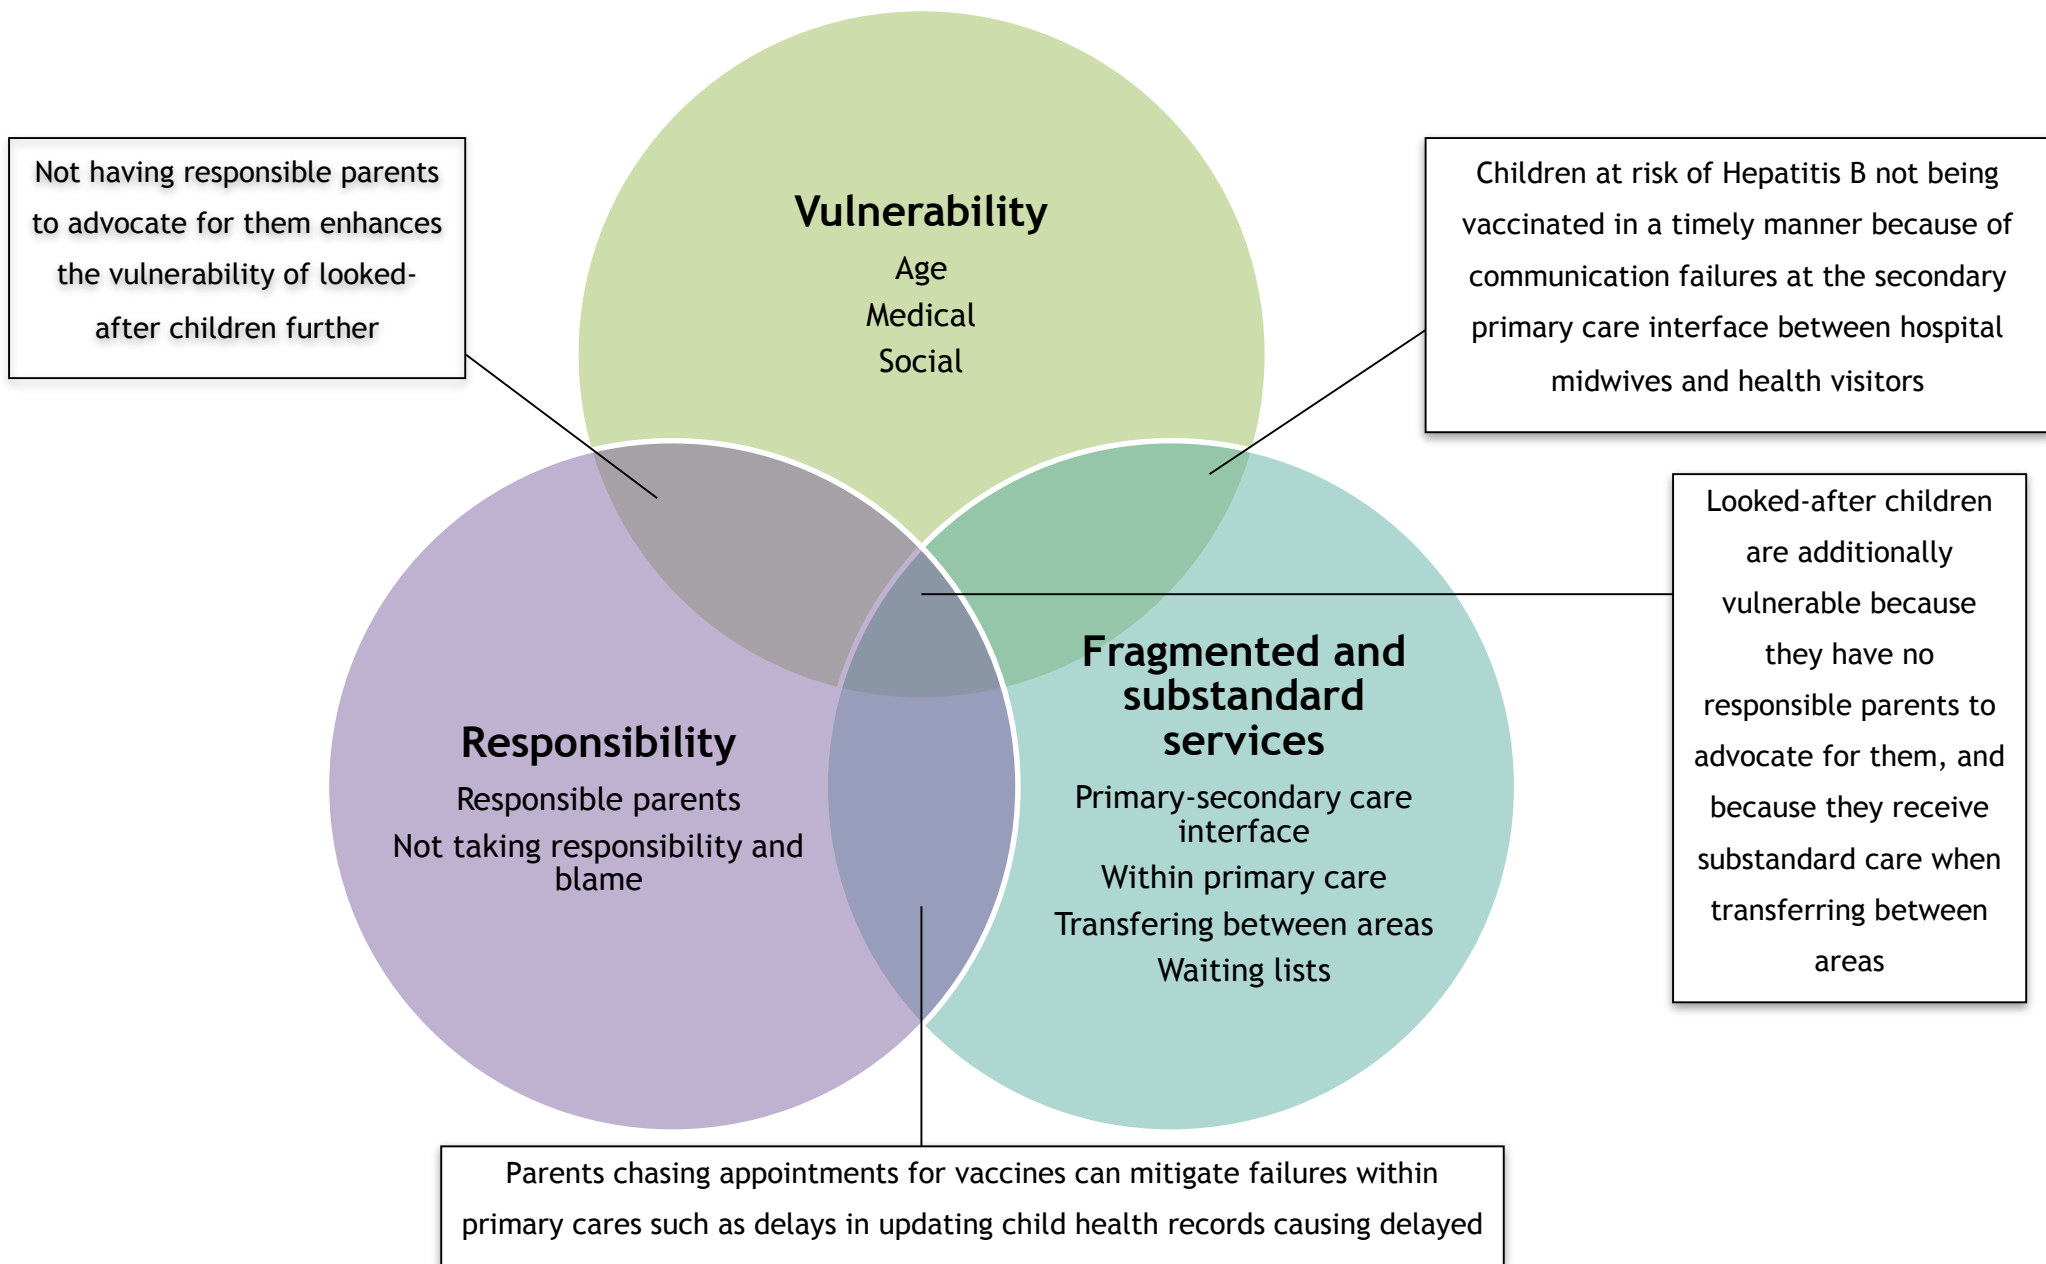 Not having responsible parents
to advocate for them enhances
the vulnerability of looked-
after children further
Vulnerability
Age
Medical
Social
Children at risk of Hepatitis B not being
vaccinated in a timely manner because of
communication failures at the secondary
primary care interface between hospital
midwives and health visitors
Looked-after children
are additionally
vulnerable because
they have no
responsible parents to
advocate for them, and
because they receive
substandard care when
transferring between
areas
Responsibility
Responsible parents
Not taking responsibility and
blame
Fragmented and
substandard
services
Primary-secondary care
interface
Within primary care
Transfering between areas
Waiting lists
Parents chasing appointments for vaccines can mitigate failures within
primary cares such as delays in updating child health records causing delayed